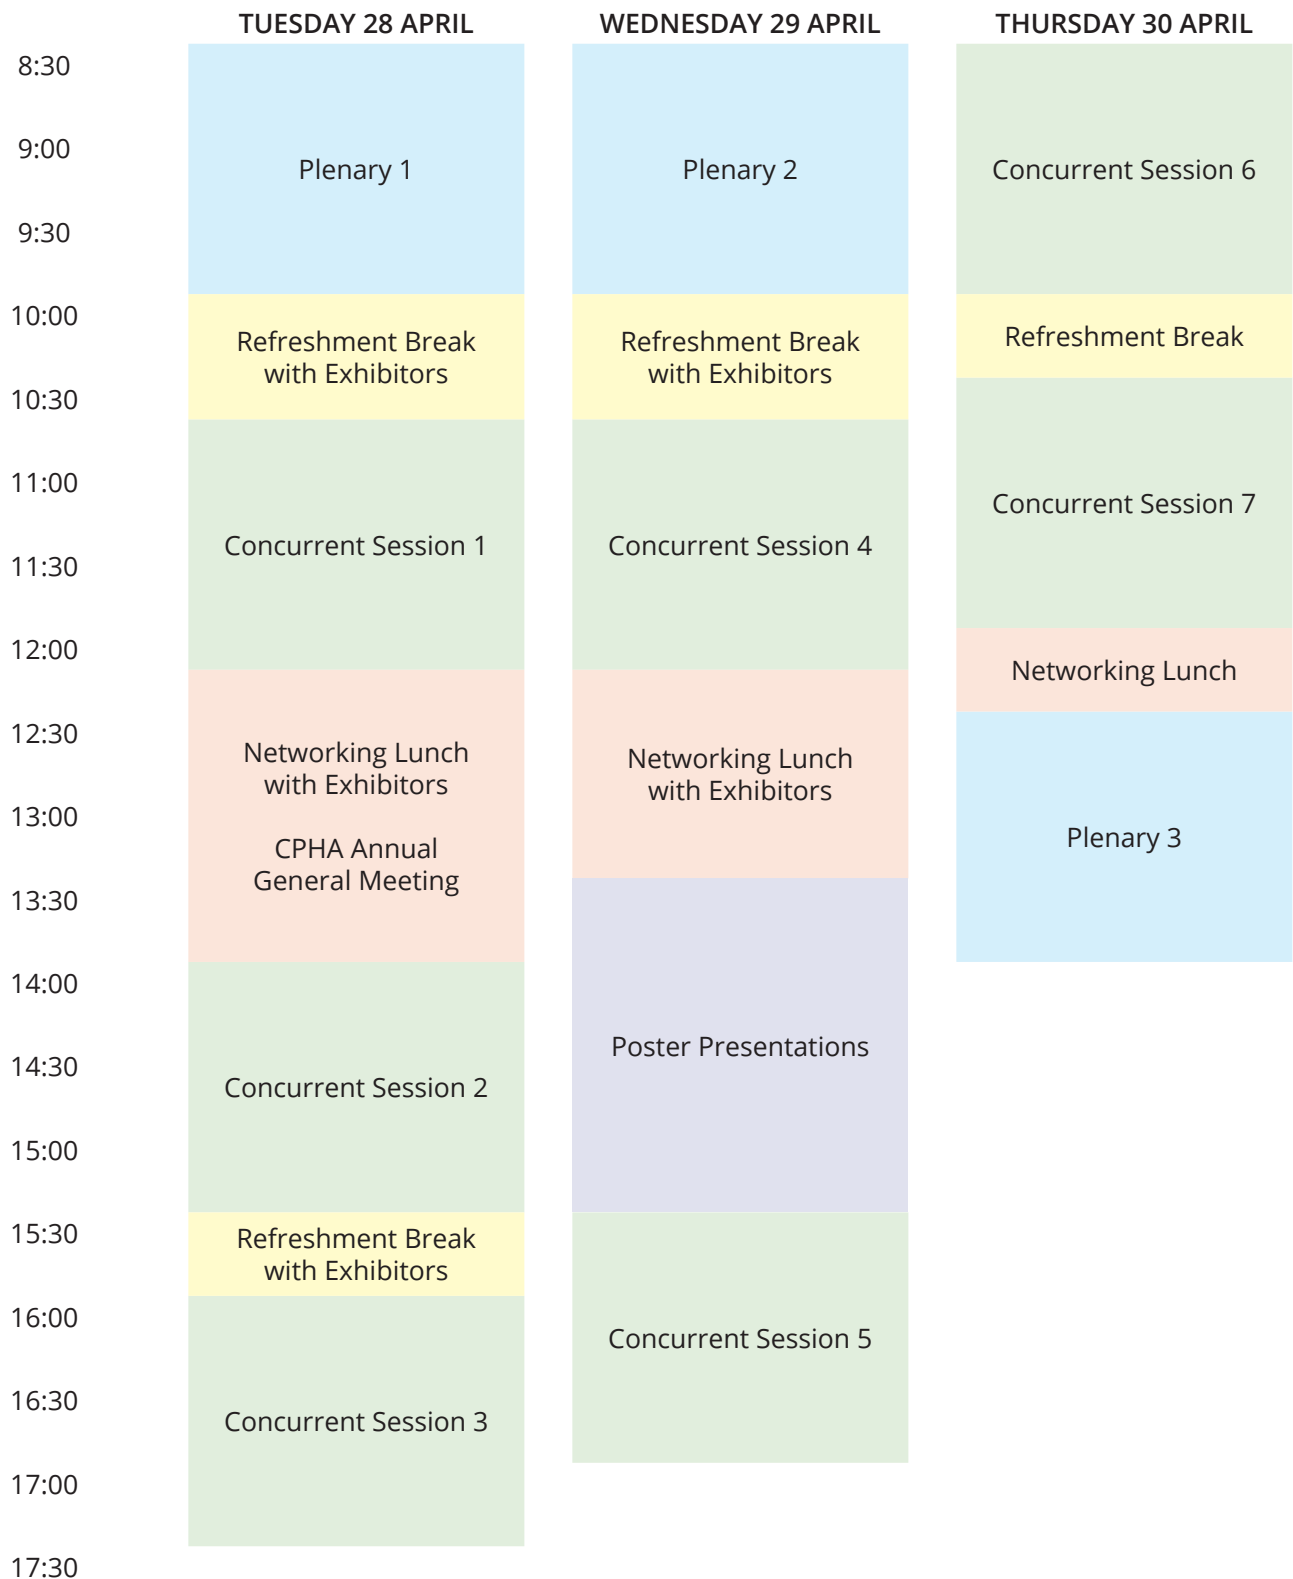 TUESDAY 28 APRIL
WEDNESDAY 29 APRIL
THURSDAY 30 APRIL
8:30
9:00
Plenary 1
Plenary 2
Concurrent Session 6
9:30
10:00
Refreshment Break
with Exhibitors
Refreshment Break
with Exhibitors
Refreshment Break
10:30
11:00
Concurrent Session 7
Concurrent Session 1
Concurrent Session 4
11:30
12:00
Networking Lunch
12:30
Networking Lunch
with Exhibitors
Networking Lunch
with Exhibitors
13:00
CPHA Annual
General Meeting
Plenary 3
13:30
14:00
Poster Presentations
14:30
Concurrent Session 2
15:00
15:30
Refreshment Break
with Exhibitors
16:00
Concurrent Session 5
16:30
Concurrent Session 3
17:00
17:30